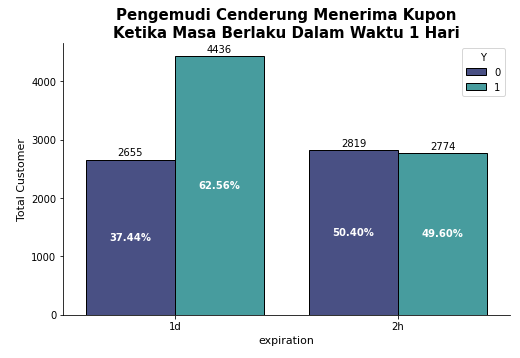 Pengemudi Cenderung Menerima Kupon
Ketika Masa Berlaku Dalam Waktu 1 Hari
4436
Y
0
1
4000
3000
2000
1000
0
Total Customer
2655
2819
2774
62.56%
37.44%
50.40%
49.60%
1d
2h
expiration